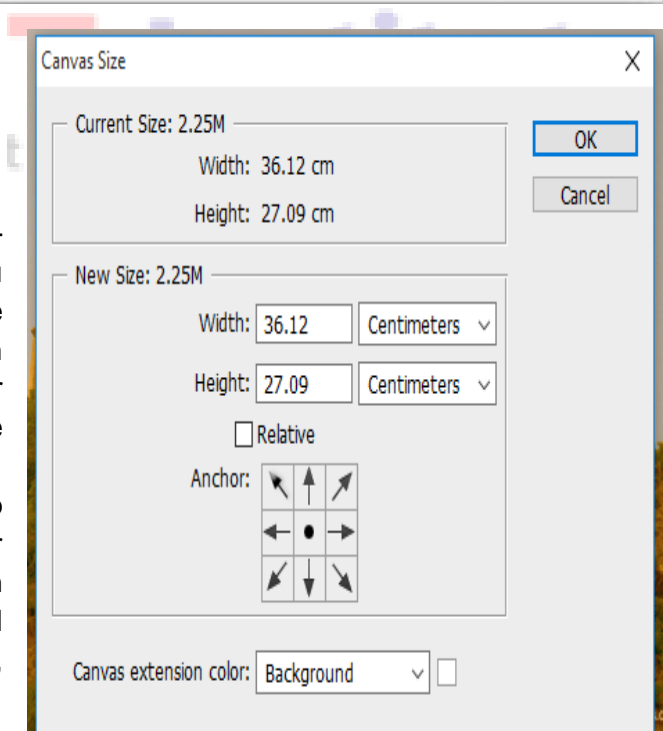 Canvas Size
Current Size: 2.25M
OK
Width: 36.12 cm
Cancel
Height: 27.09 cm
New Size: 2.25M
Width: 36.12 Centimeters
Height: 27.09 Centimeters
Relative
Anchor:
Canvas extension color: Background